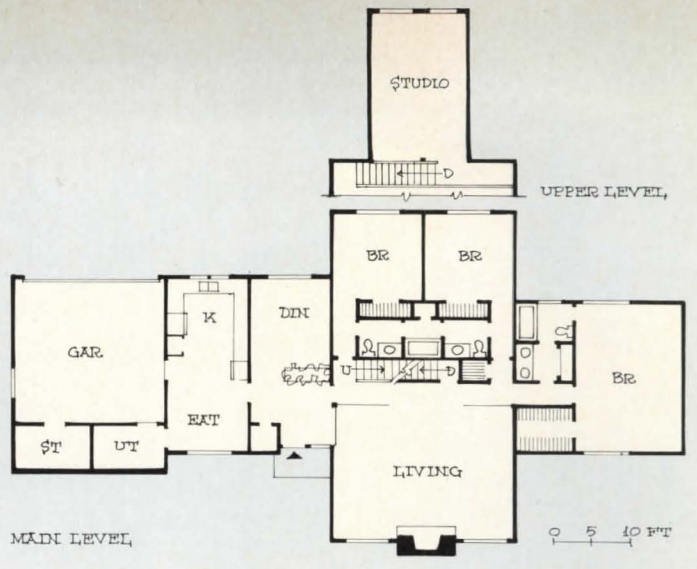 STUDIO
D
UPPER LEVEL
BR BR
K DIN
GAR
BR
U D
EAT
ST UT
LIVING
MAIN LEVEL
0 5 10 FT